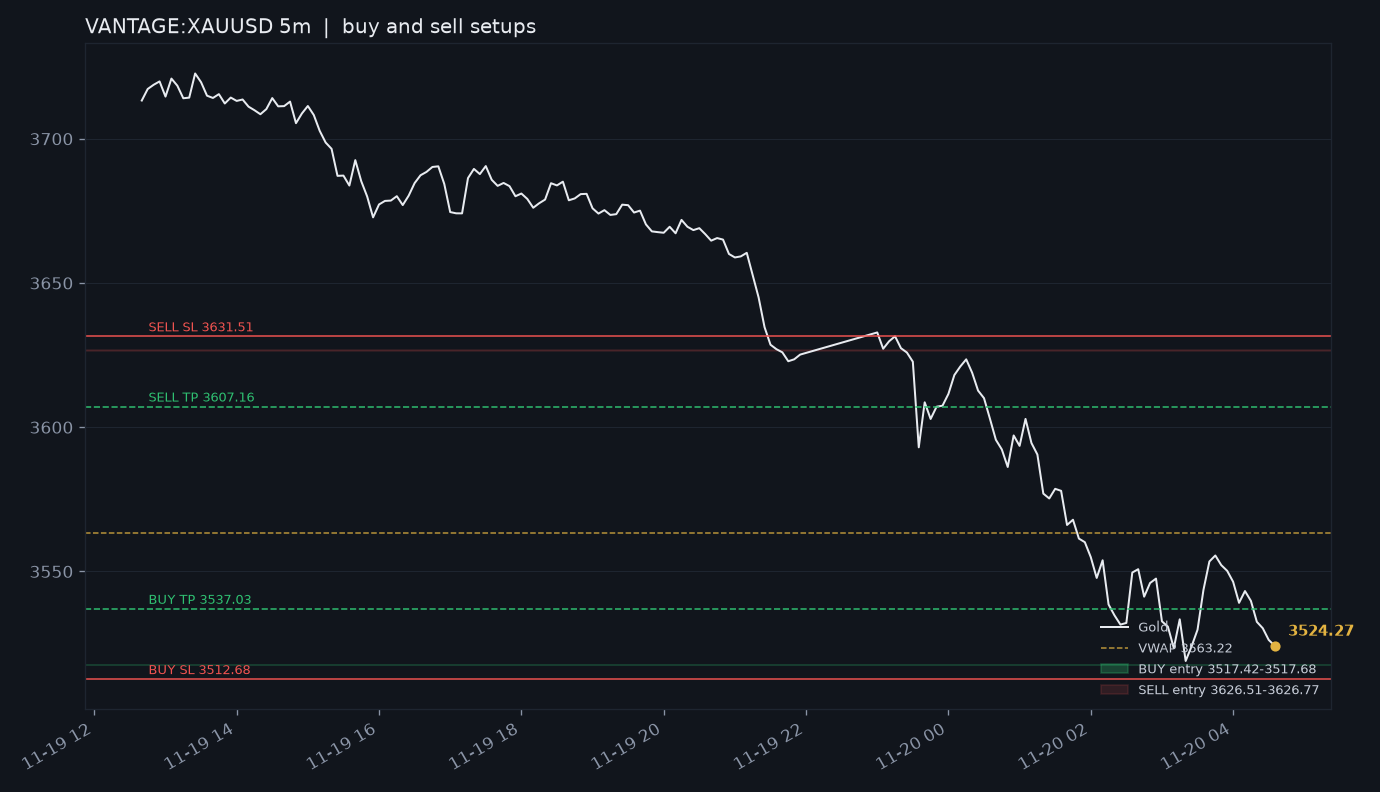 VANTAGE:XAUUSD 5m | buy and sell setups
3700
3650
SELL SL 3631.51
SELL TP 3607.16
3600
3550
BUY TP 3537.03
BUY SL 3512.68
3524.27
Gold
VWAP 3563.22
BUY entry 3517.42-3517.68
SELL entry 3626.51-3626.77
11-19 12
11-19 14
11-19 16
11-19 18
11-19 20
11-19 22
11-20 00
11-20 02
11-20 04